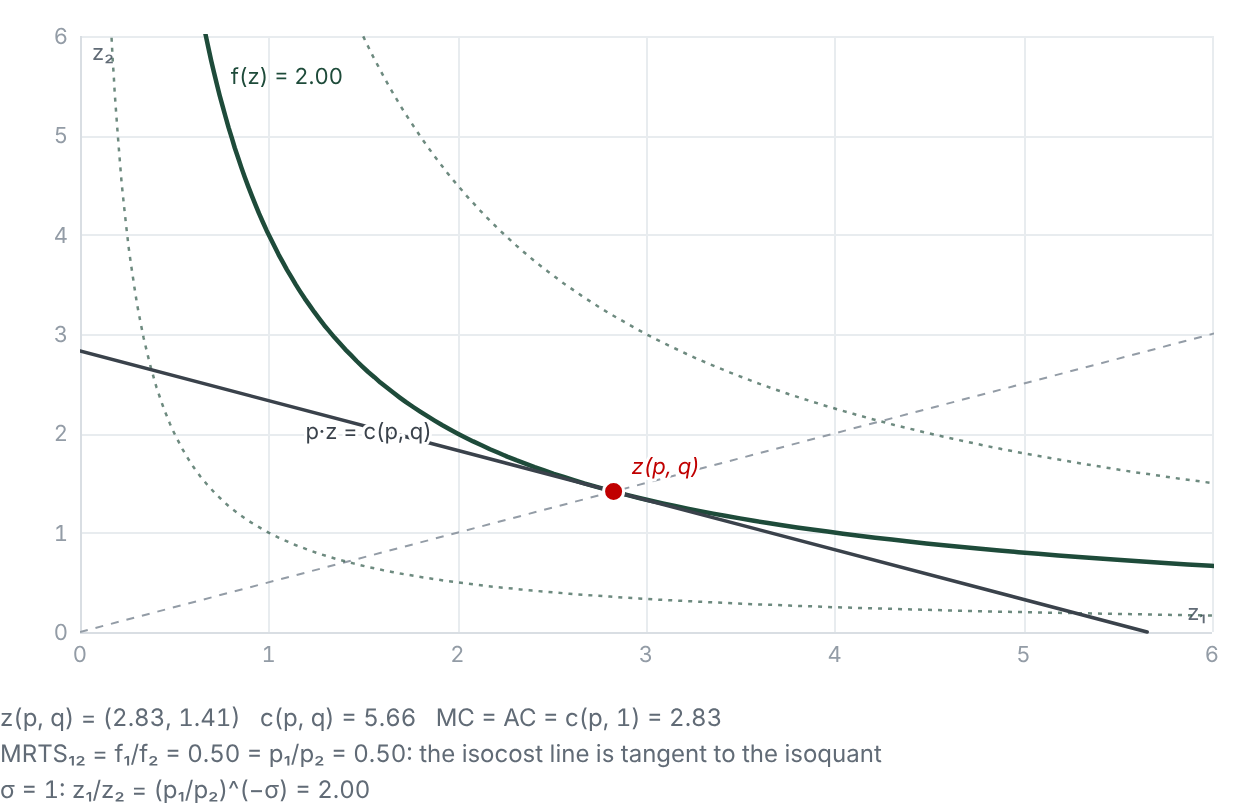 6
z₂
f(z) = 2.00
5
4
3
2
p·z = c(p, q)
z(p, q)
1
z₁
0
0 1 2 3 4 5 6
z(p, q) = (2.83, 1.41) c(p, q) = 5.66 MC = AC = c(p, 1) = 2.83
MRTS₁₂ = f₁/f₂ = 0.50 = p₁/p₂ = 0.50: the isocost line is tangent to the isoquant
σ = 1: z₁/z₂ = (p₁/p₂)^(−σ) = 2.00